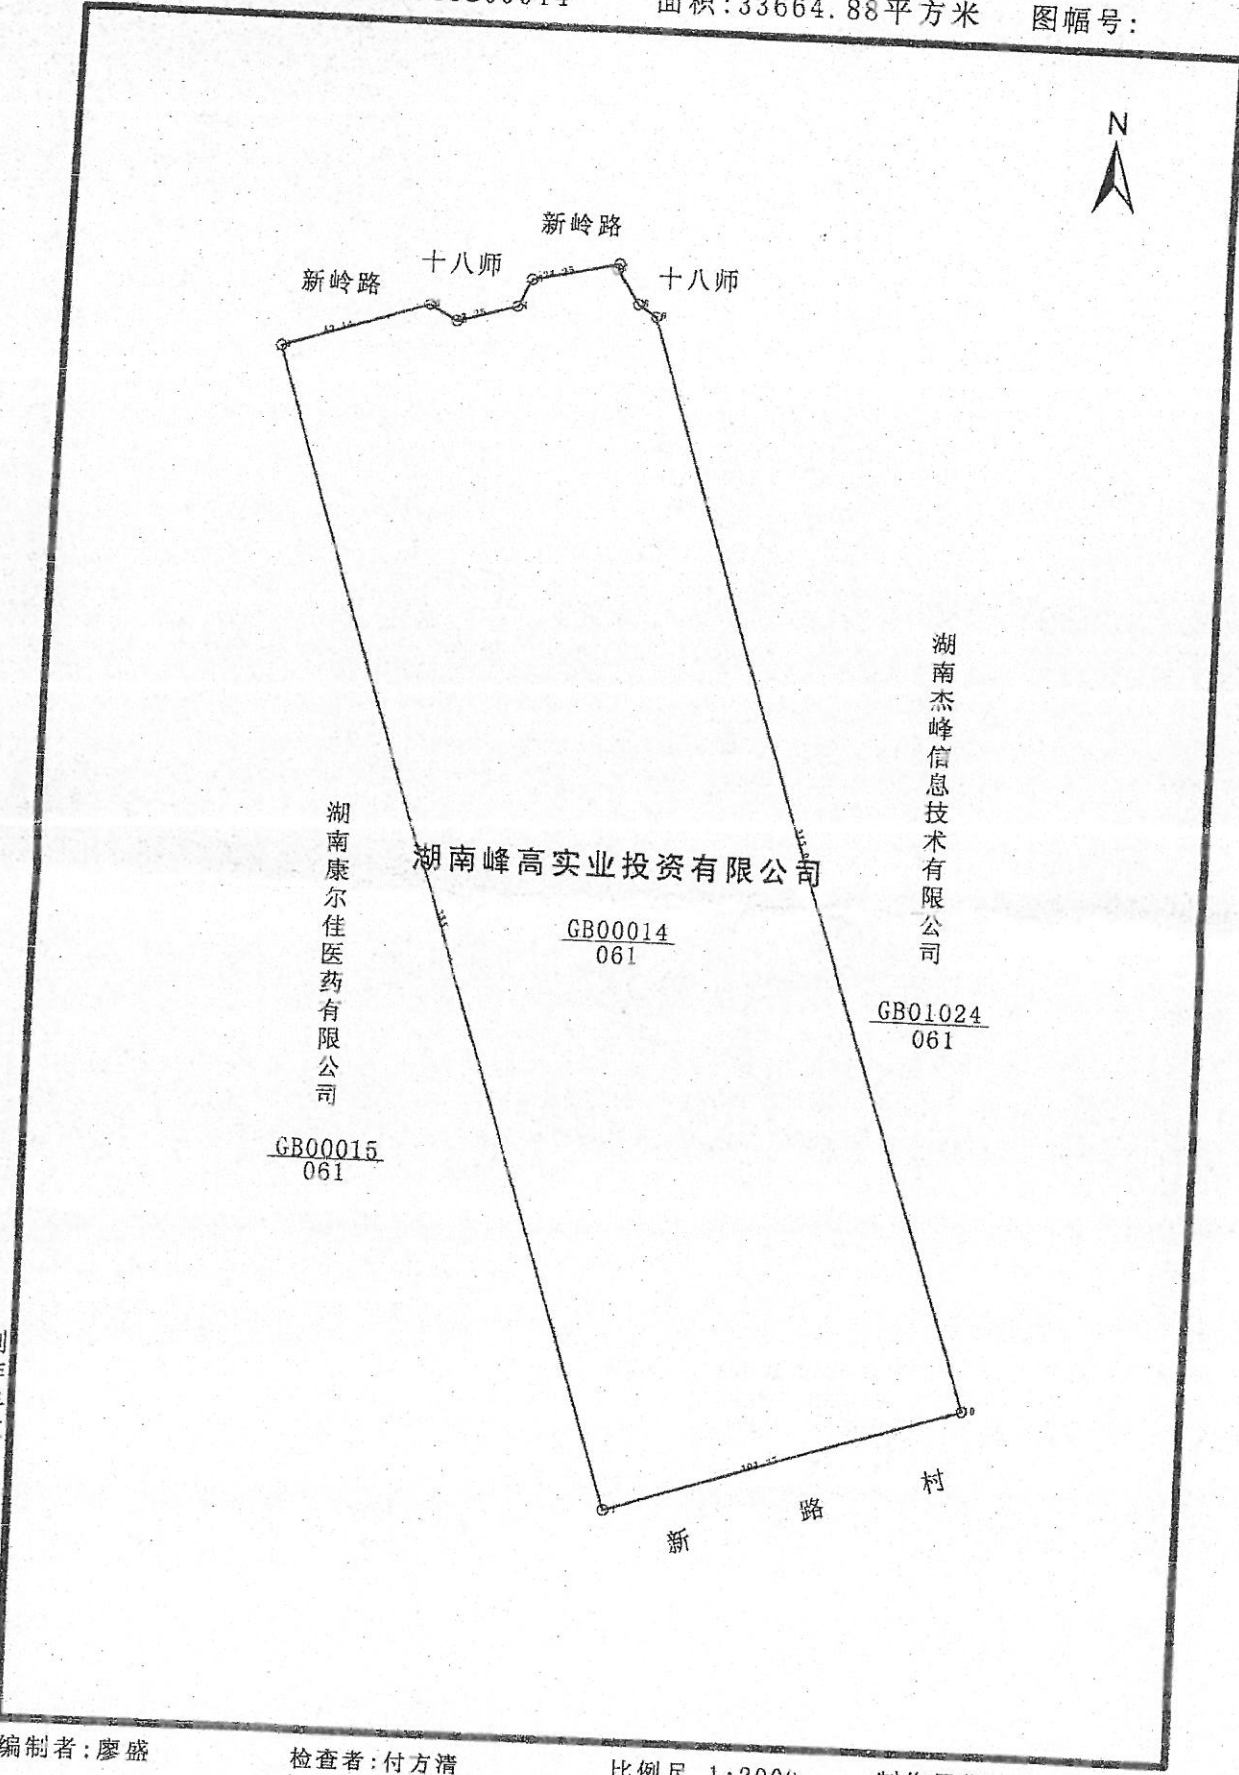 面积:33664.88平方米
图幅号:
N
新岭路
十八师
新岭路
十八师
湖南杰峰信息技术有限公司
湖南康尔佳医药有限公司
湖南峰高实业投资有限公司
GB00014
061
GB01024
061
GB00015
061
新路村
编制者:廖盛
检查者:付方清